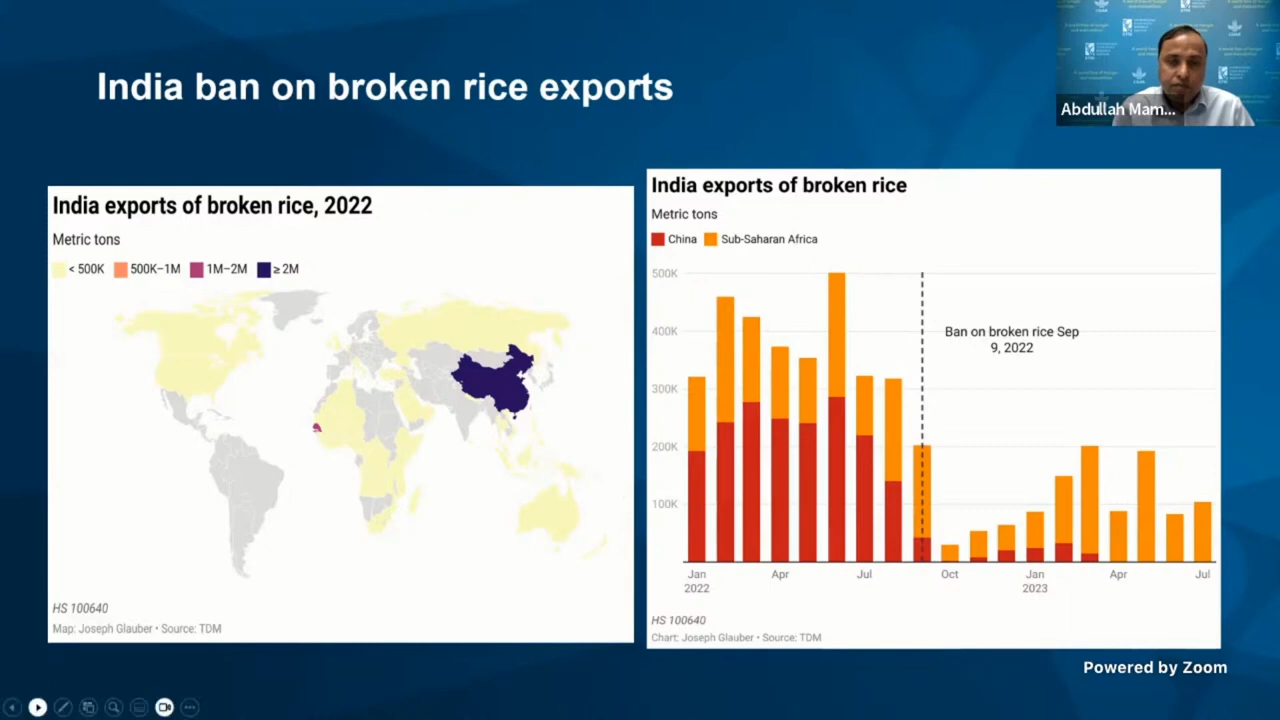 India ban on broken rice exports
Abdullah Mam...
India exports of broken rice, 2022
Metric tons
< 500K 500K–1M 1M–2M ≥ 2M
HS 100640
Map: Joseph Glauber • Source: TDM
India exports of broken rice
Metric tons
China Sub-Saharan Africa
500K
400K
300K
200K
100K
Ban on broken rice Sep
9, 2022
Jan Apr Jul Oct Jan Apr Jul
2022 2023
HS 100640
Chart: Joseph Glauber • Source: TDM
Powered by Zoom